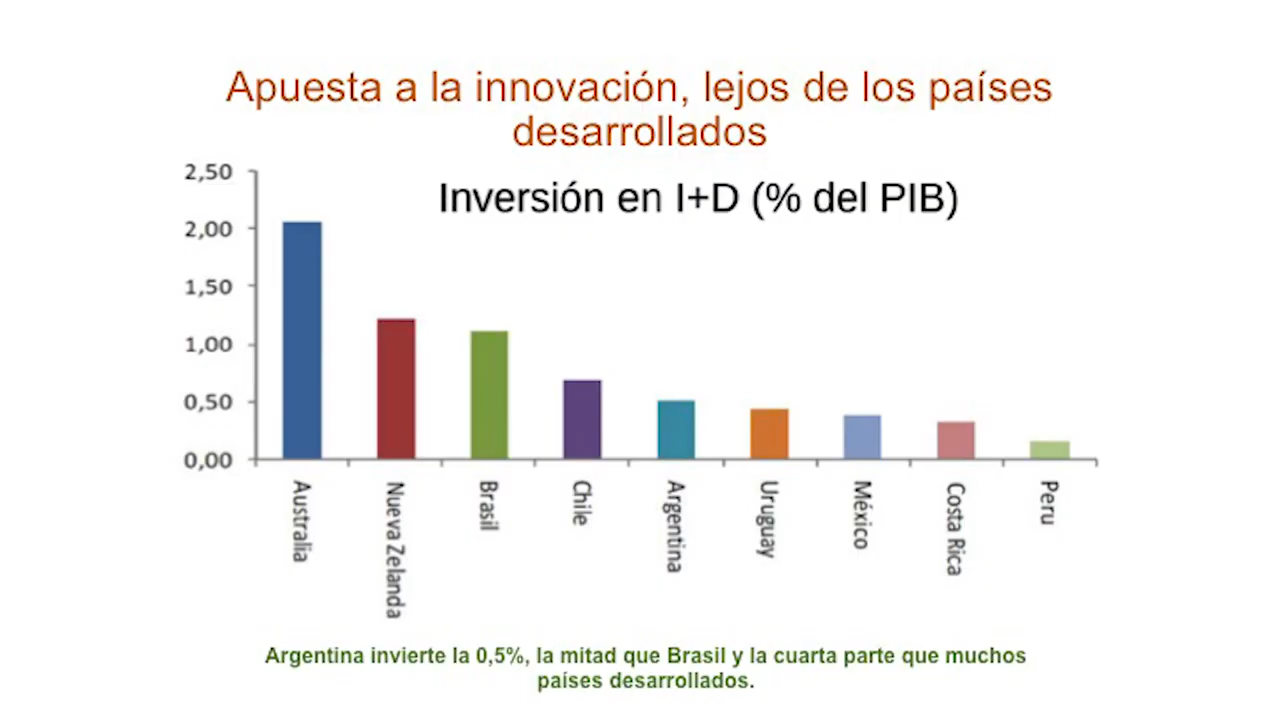 Apuesta a la innovación, lejos de los países
desarrollados
Inversión en I+D (% del PIB)
2,50
2,00
1,50
1,00
0,50
0,00
Australia
Nueva Zelanda
Brasil
Chile
Argentina
Uruguay
México
Costa Rica
Peru
Argentina invierte la 0,5%, la mitad que Brasil y la cuarta parte que muchos
países desarrollados.